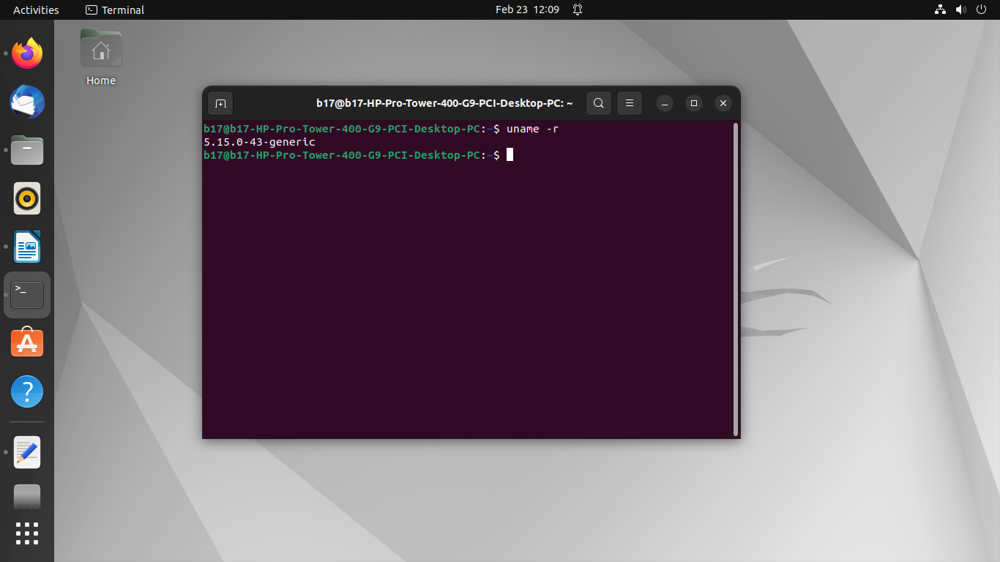 Activities
Terminal
Feb 23 12:09
Home
b17@b17-HP-Pro-Tower-400-G9-PCI-Desktop-PC: ~
b17@b17-HP-Pro-Tower-400-G9-PCI-Desktop-PC:~$ uname -r
5.15.0-43-generic
b17@b17-HP-Pro-Tower-400-G9-PCI-Desktop-PC:~$
>_
?